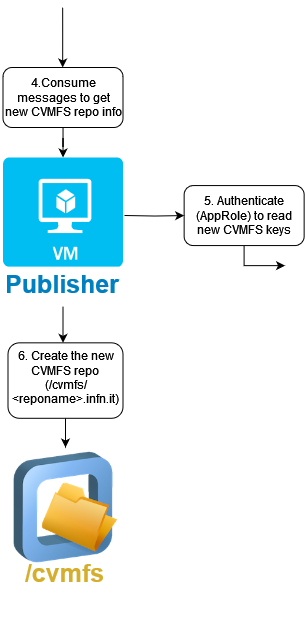 4.Consume
messages to get
new CVMFS repo info
VM
Publisher
5. Authenticate
(AppRole) to read
new CVMFS keys
6. Create the new
CVMFS repo
(/cvmfs/
<reponame>.infn.it)
/cvmfs